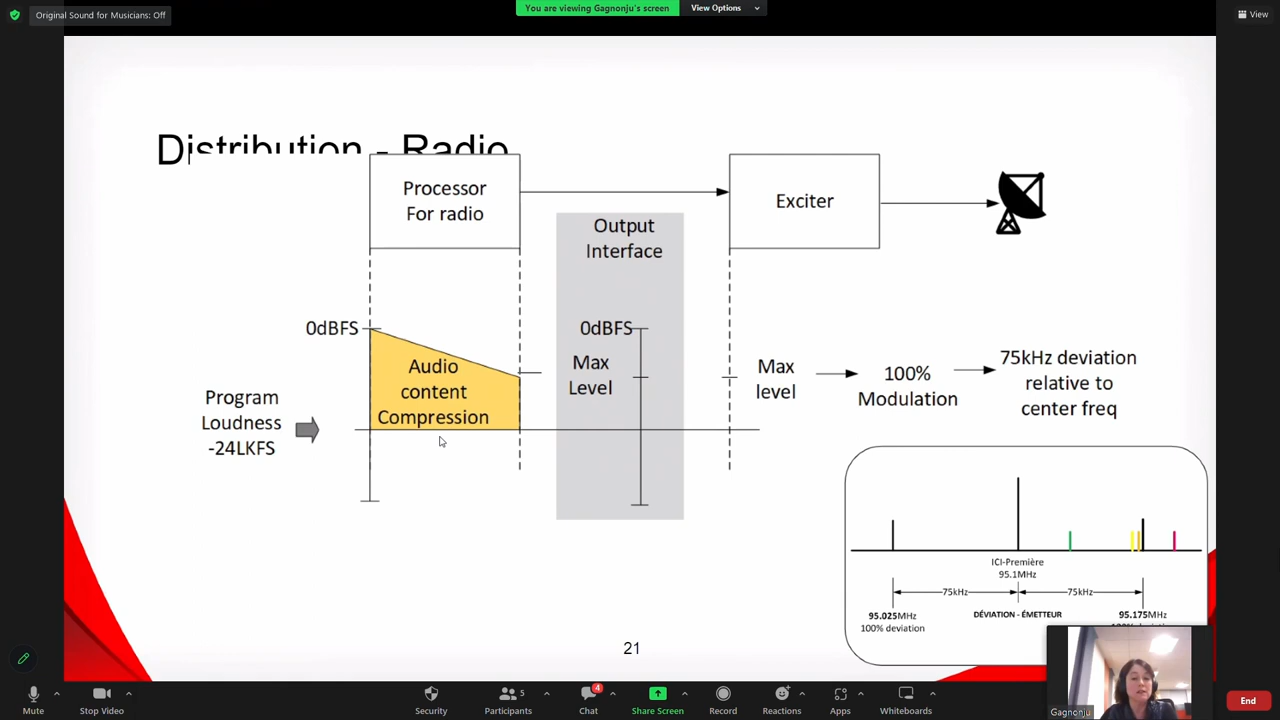 Original Sound for Musicians: Off
You are viewing Gagnonju's screen
View Options
View
Distribution - Radio
Processor
For radio
Exciter
Output
Interface
0dBFS
0dBFS
Audio
content
Compression
Max
Level
Max
level
100%
Modulation
75kHz deviation
relative to
center freq
Program
Loudness
-24LKFS
ICI-Première
95.1MHz
75kHz
75kHz
95.025MHz
100% deviation
DÉVIATION - ÉMETTEUR
95.175MHz
21
Gagnonju
Mute
Stop Video
Security
Participants
5
Chat
4
Share Screen
Record
Reactions
Apps
Whiteboards
End